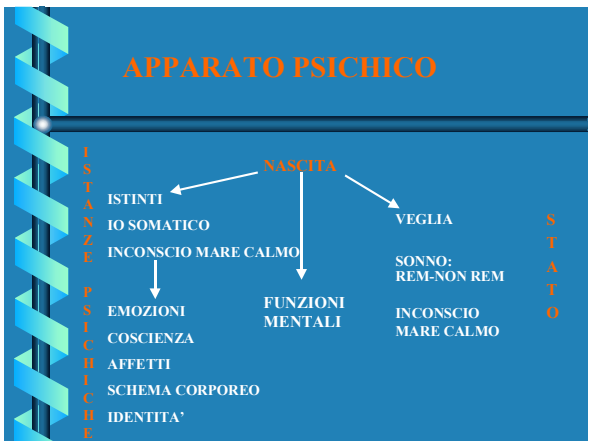 APPARATO PSICHICO
ISTANZE PSICHICHE
NASCITA
ISTINTI
IO SOMATICO
INCONSCIO MARE CALMO
EMOZIONI
COSCIENZA
AFFETTI
SCHEMA CORPOREO
IDENTITA’
FUNZIONI
MENTALI
VEGLIA
SONNO:
REM-NON REM
INCONSCIO
MARE CALMO
STATO